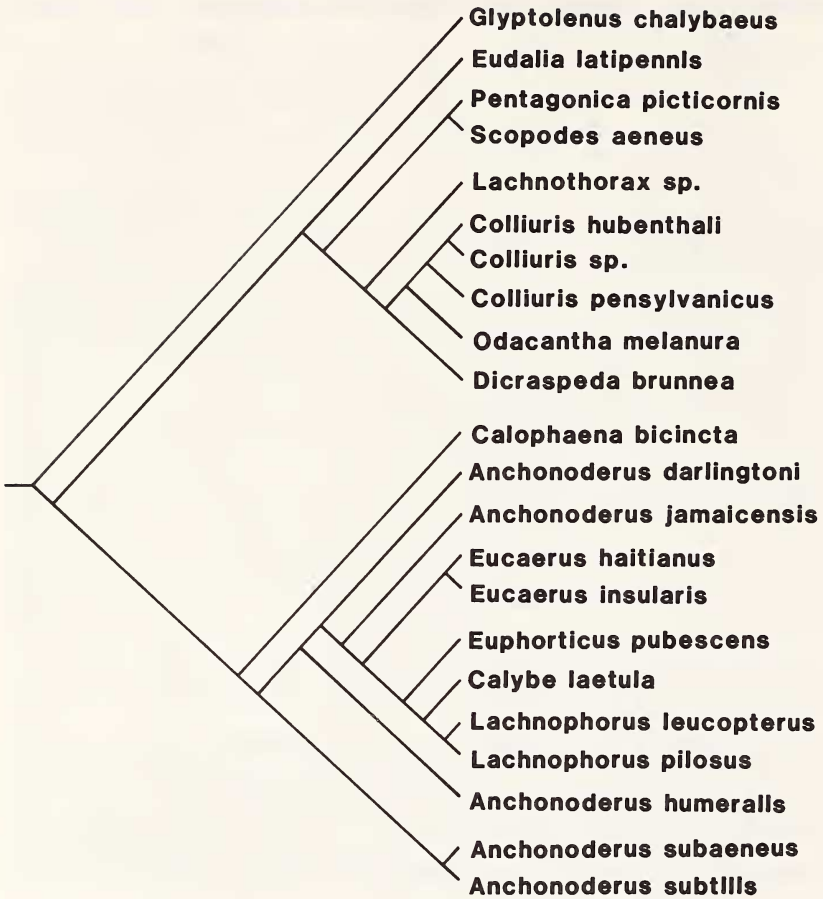 Glyptolenus chalybaeus
Eudalia latipennis
Pentagonica picticornis
Scopodes aeneus
Lachnothorax sp.
Colliuris hubenthali
Colliuris sp.
Colliuris pensylvanicus
Odacantha melanura
Dicraspeda brunnea
Calophaena bicincta
Anchonoderus darlingtoni
Anchonoderus jamaicensis
Eucaerus haitianus
Eucaerus insularis
Euphorticus pubescens
Calybe laetula
Lachnophorus leucopterus
Lachnophorus pilosus
Anchonoderus humeralis
Anchonoderus subaeneus
Anchonoderus subtilis